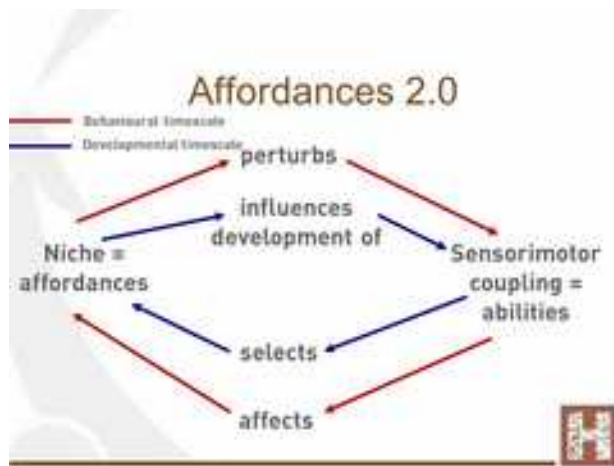 Affordances 2.0
Behavioural timescale
Developmental timescale
perturbs
influences
development of
Niche =
affordances
Sensorimotor
coupling =
abilities
selects
affects